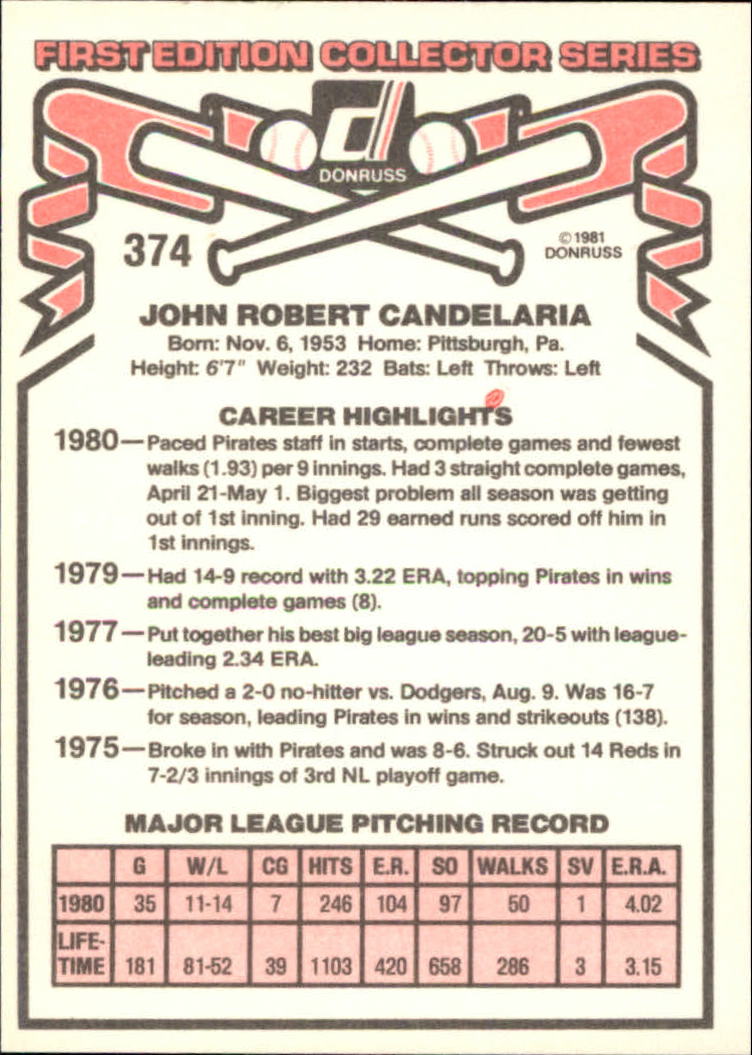 FIRST EDITION COLLECTOR SERIES
d
DONRUSS
374
©1981
DONRUSS
JOHN ROBERT CANDELARIA
Born: Nov. 6, 1953 Home: Pittsburgh, Pa.
Height: 6'7" Weight: 232 Bats: Left Throws: Left
CAREER HIGHLIGHTS
1980—Paced Pirates staff in starts, complete games and fewest
walks (1.93) per 9 innings. Had 3 straight complete games,
April 21-May 1. Biggest problem all season was getting
out of 1st inning. Had 29 earned runs scored off him in
1st innings.
1979—Had 14-9 record with 3.22 ERA, topping Pirates in wins
and complete games (8).
1977—Put together his best big league season, 20-5 with league-
leading 2.34 ERA.
1976—Pitched a 2-0 no-hitter vs. Dodgers, Aug. 9. Was 16-7
for season, leading Pirates in wins and strikeouts (138).
1975—Broke in with Pirates and was 8-6. Struck out 14 Reds in
7-2/3 innings of 3rd NL playoff game.
MAJOR LEAGUE PITCHING RECORD
G W/L CG HITS E.R. SO WALKS SV E.R.A.
1980 35 11-14 7 246 104 97 50 1 4.02
LIFE-
TIME 181 81-52 39 1103 420 658 286 3 3.15